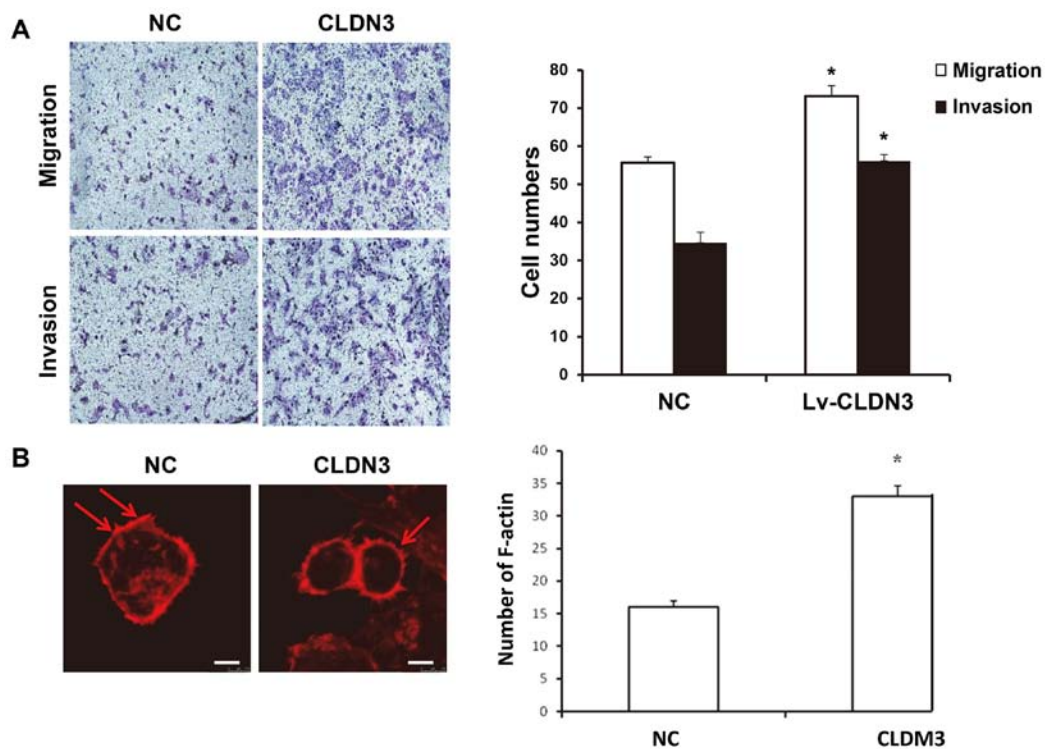 A
NC
CLDN3
Migration
Invasion
80
70
60
50
40
30
20
10
0
Cell numbers
* *
NC
Lv-CLDN3
Migration
Invasion
B
NC
CLDN3
40
35
30
25
20
15
10
5
0
Number of F-actin
*
NC
CLDM3